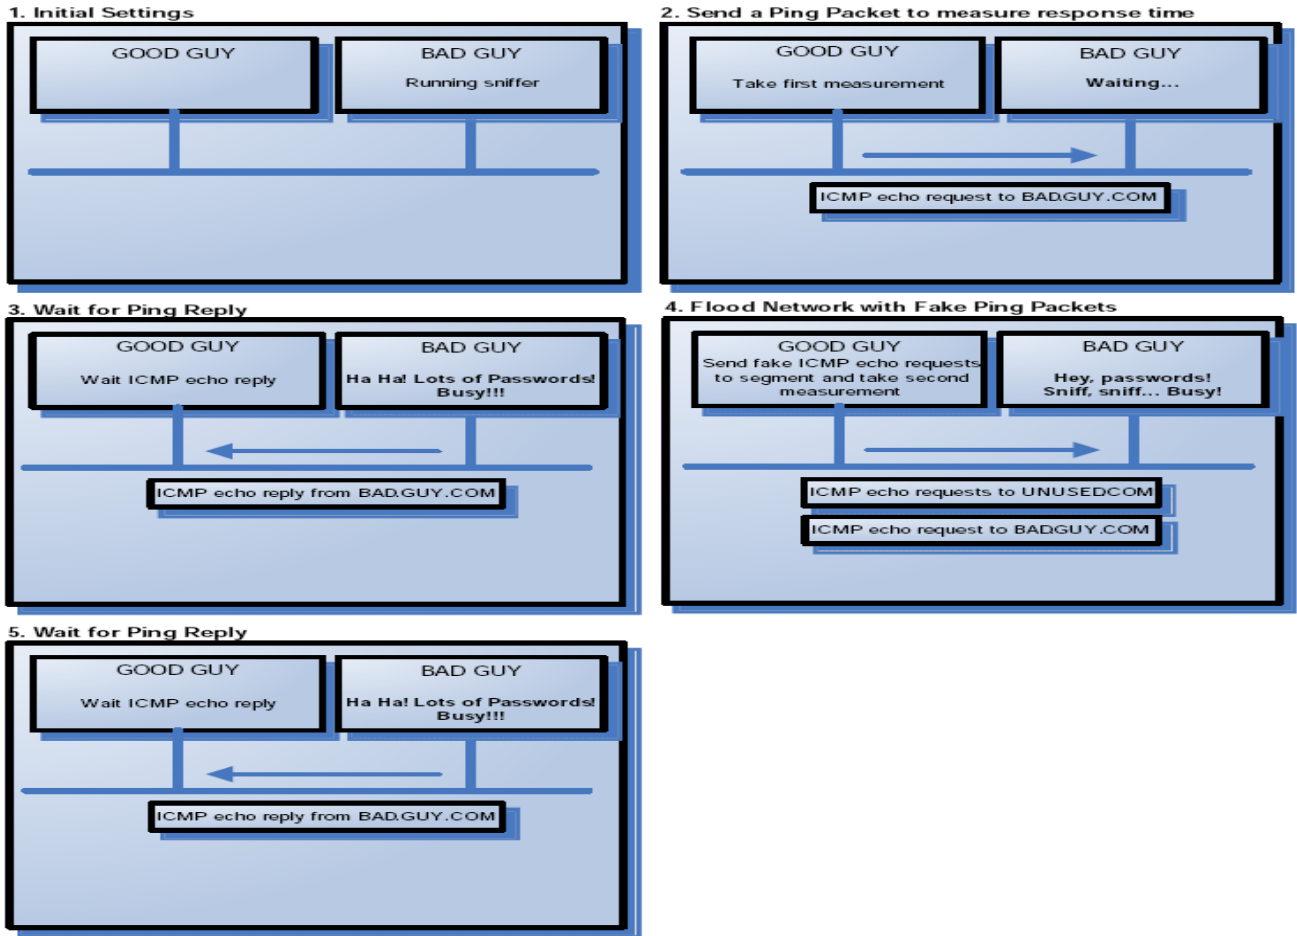 1. Initial Settings
GOOD GUY
BAD GUY
Running sniffer
2. Send a Ping Packet to measure response time
GOOD GUY
Take first measurement
BAD GUY
Waiting...
ICMP echo request to BAD.GUY.COM
3. Wait for Ping Reply
GOOD GUY
Wait ICMP echo reply
BAD GUY
Ha Ha! Lots of Passwords!
Busy!!!
ICMP echo reply from BAD.GUY.COM
4. Flood Network with Fake Ping Packets
GOOD GUY
Send fake ICMP echo requests
to segment and take second
measurement
BAD GUY
Hey, passwords!
Sniff, sniff... Busy!
ICMP echo requests to UNUSED.COM
ICMP echo request to BAD.GUY.COM
5. Wait for Ping Reply
GOOD GUY
Wait ICMP echo reply
BAD GUY
Ha Ha! Lots of Passwords!
Busy!!!
ICMP echo reply from BAD.GUY.COM